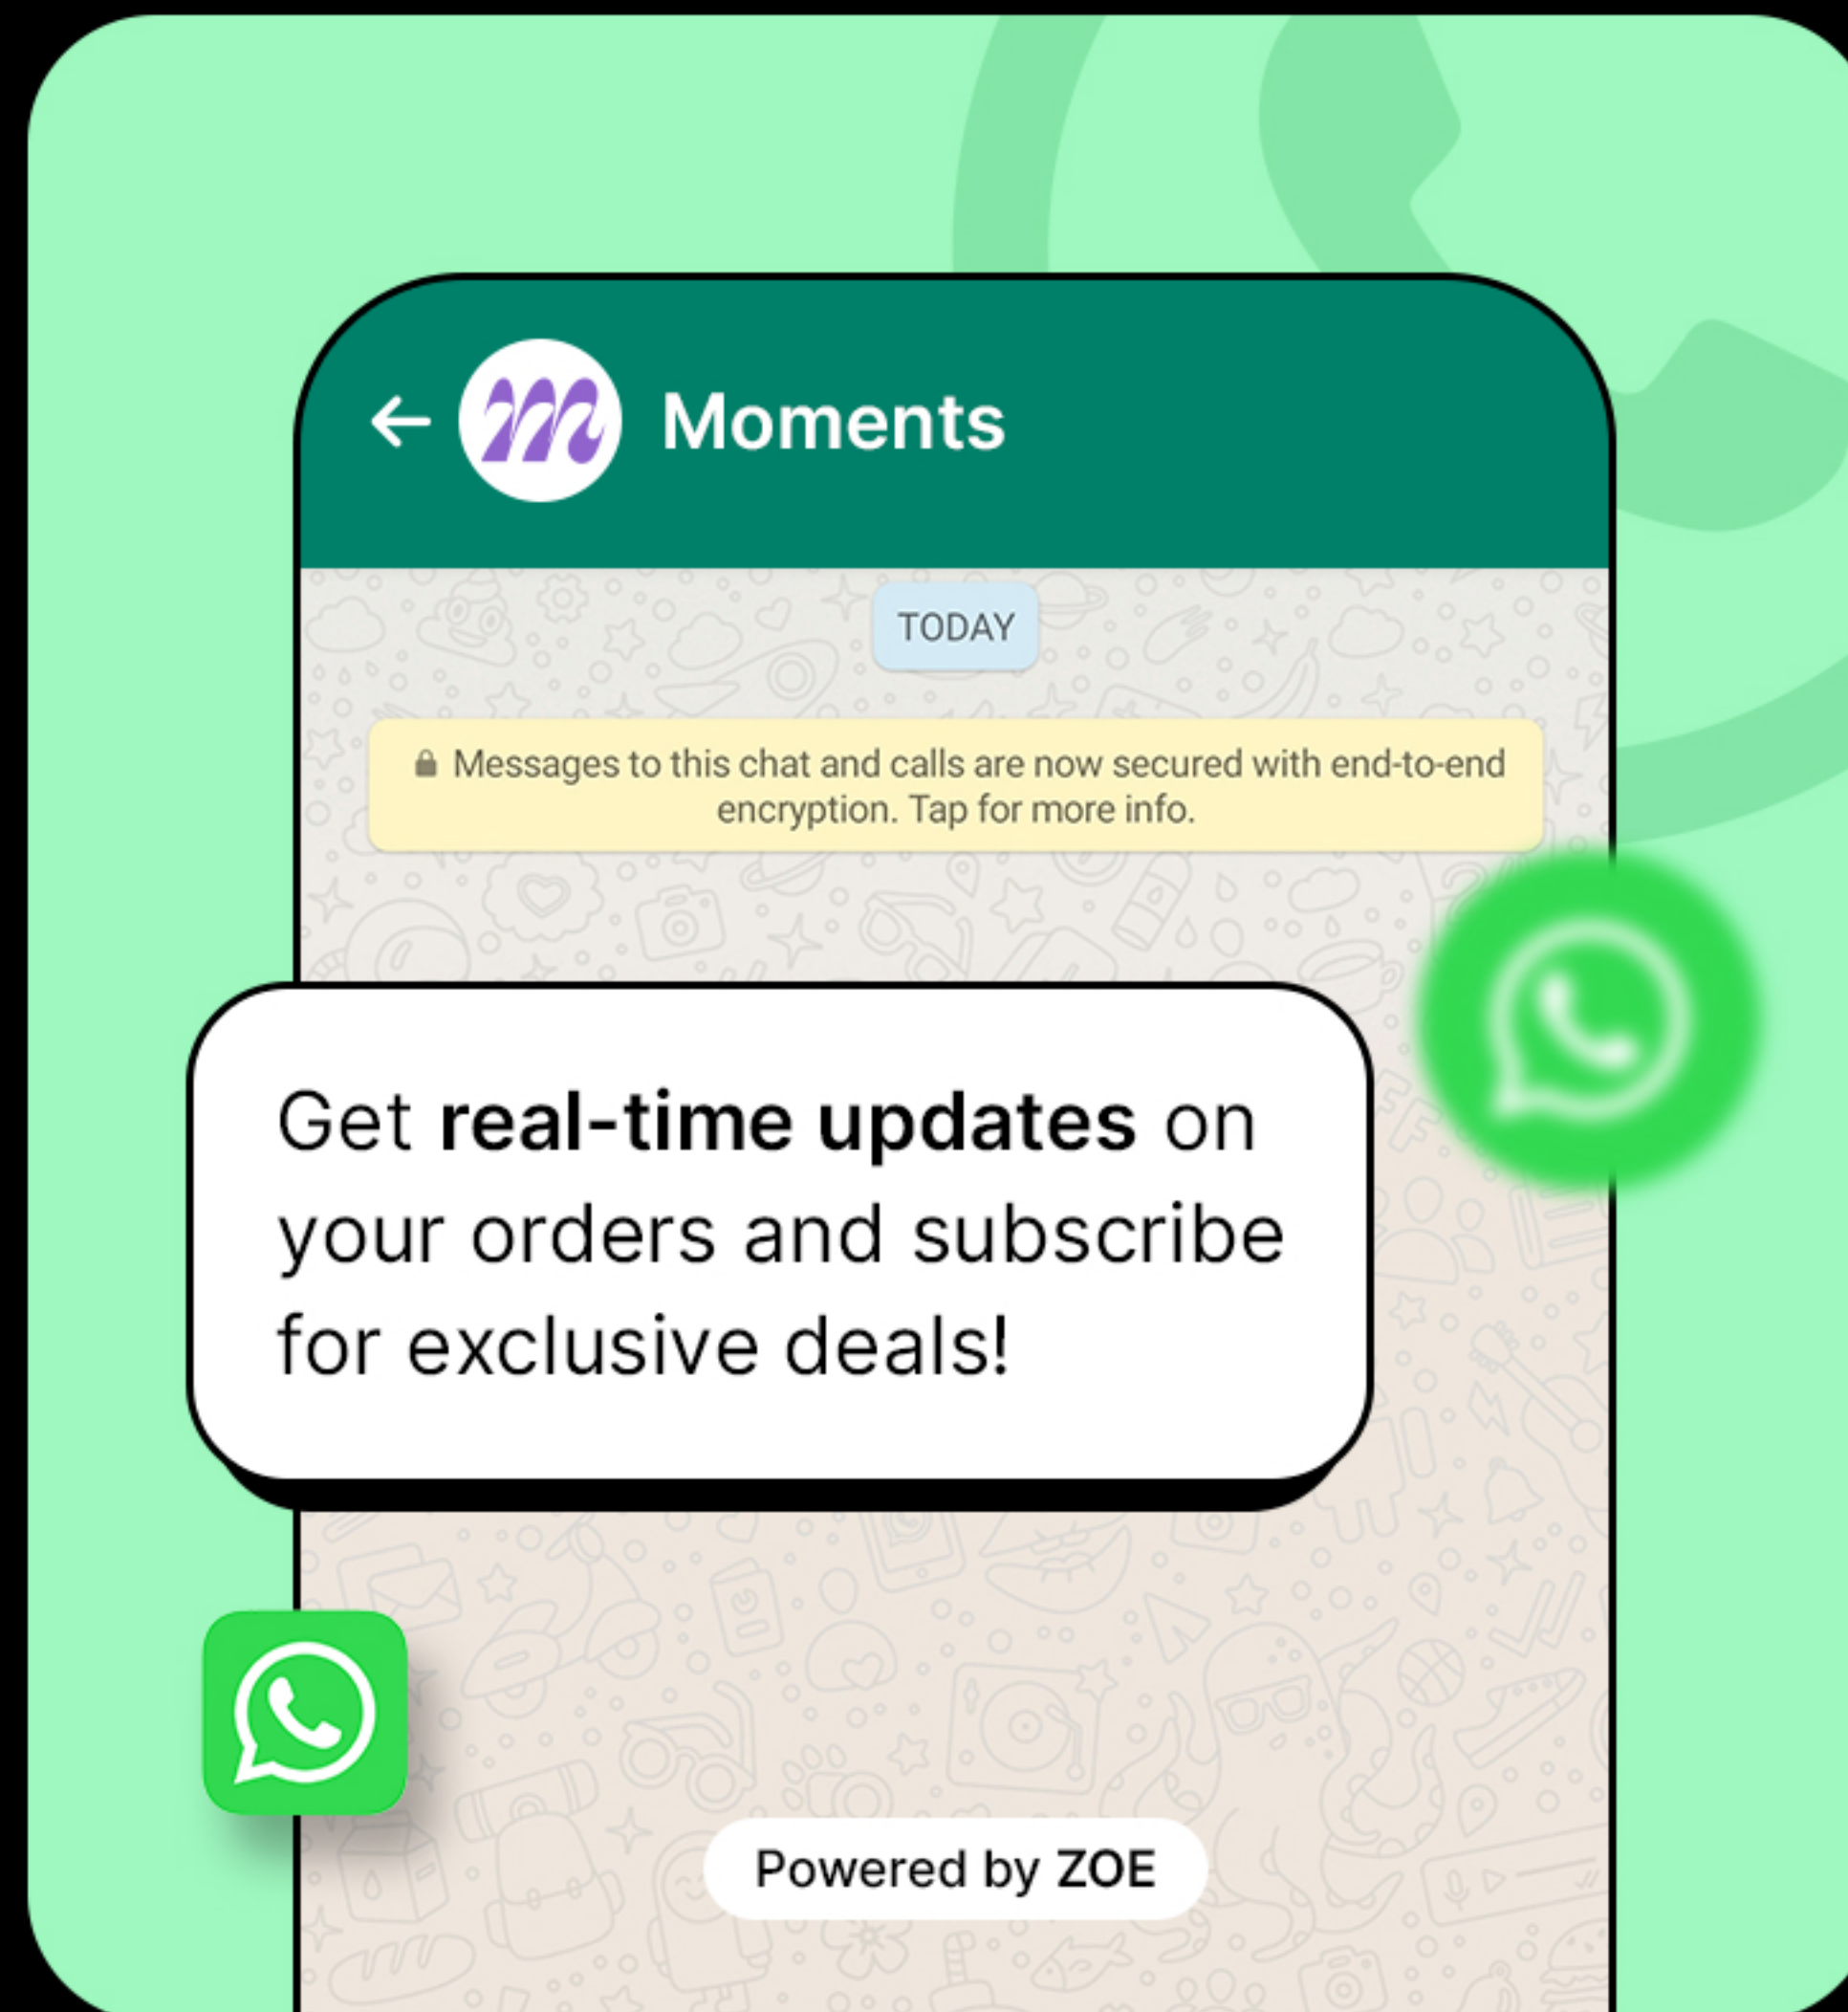 Moments
TODAY
Messages to this chat and calls are now secured with end-to-end
encryption. Tap for more info.
Get real-time updates on
your orders and subscribe
for exclusive deals!
Powered by ZOE